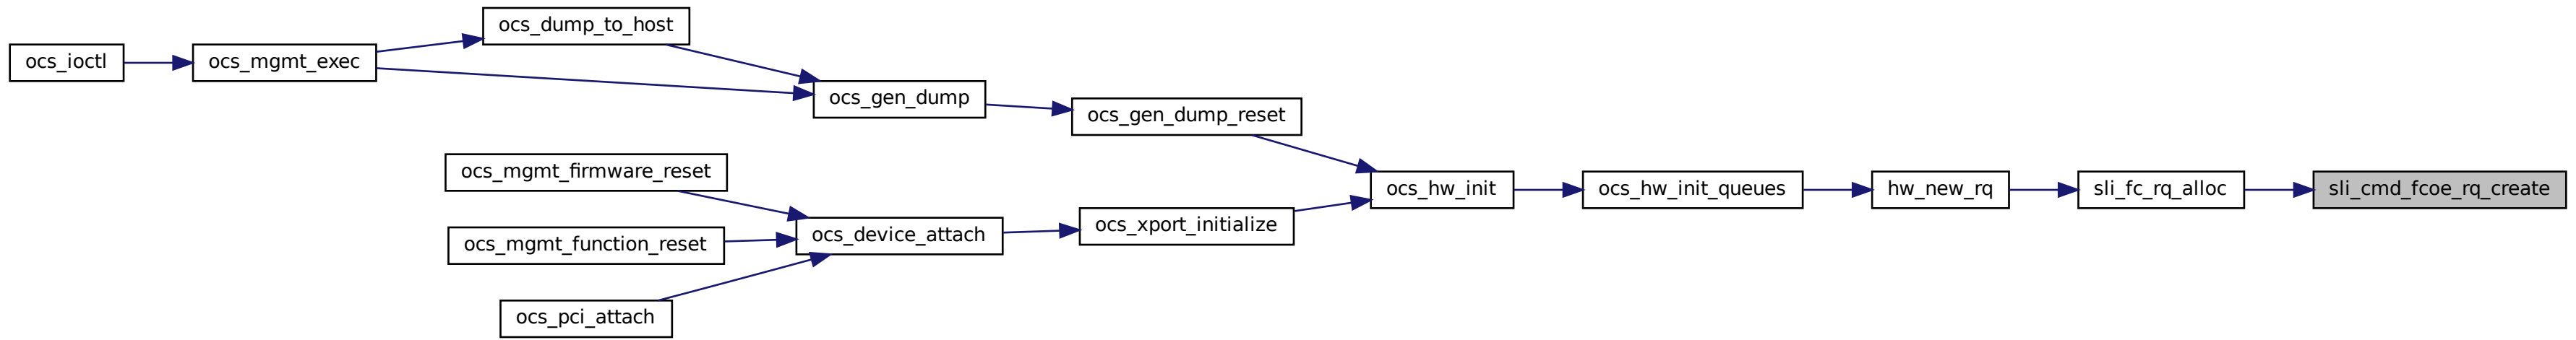 ocs_dump_to_host
ocs_ioctl
ocs_mgmt_exec
ocs_gen_dump
ocs_gen_dump_reset
ocs_mgmt_firmware_reset
ocs_hw_init
ocs_hw_init_queues
hw_new_rq
sli_fc_rq_alloc
sli_cmd_fcoe_rq_create
ocs_mgmt_function_reset
ocs_device_attach
ocs_xport_initialize
ocs_pci_attach